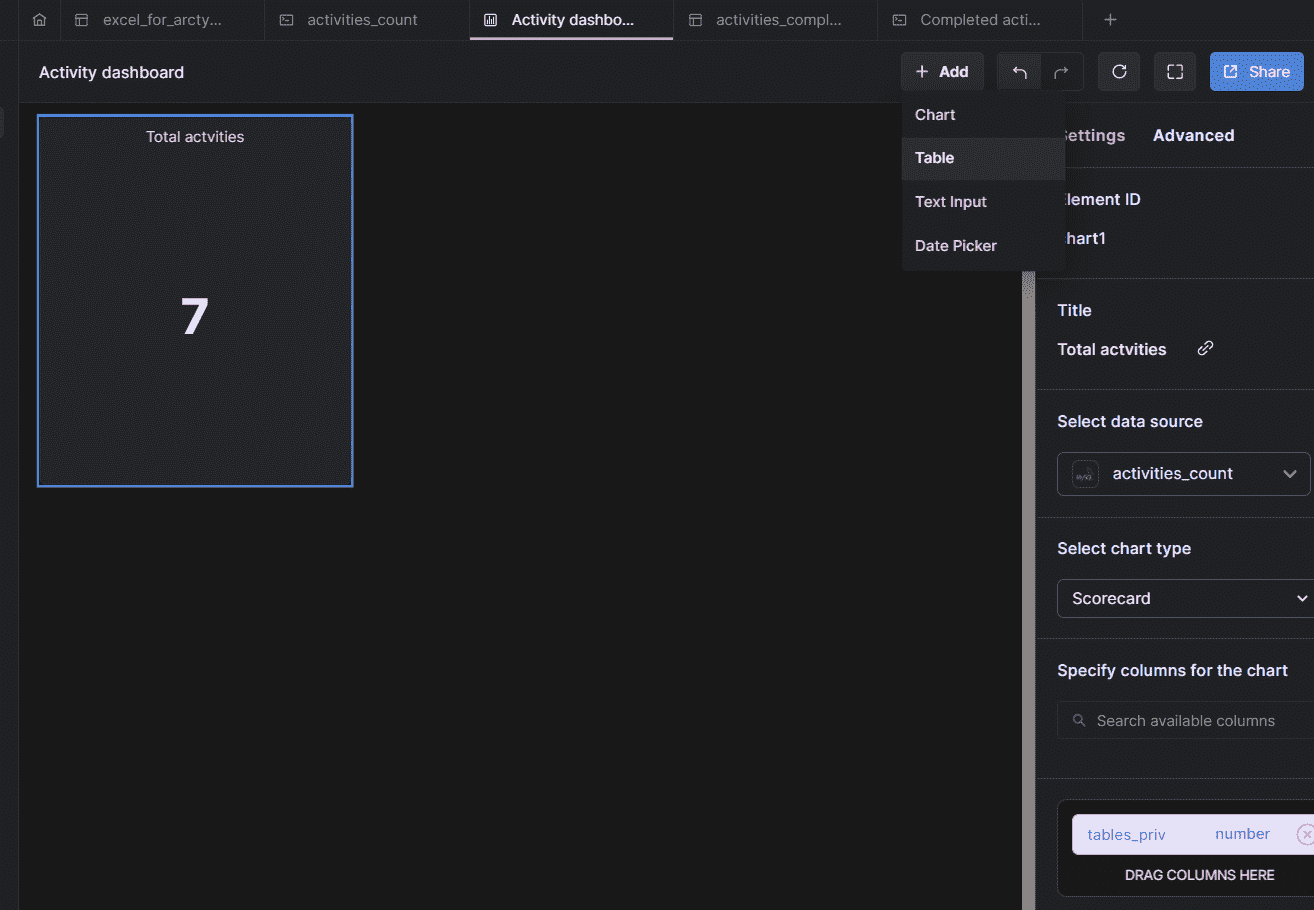 excel_for_arcty...
activities_count
Activity dashbo...
activities_compl...
Completed acti...
Activity dashboard
Add
Share
Total actvities
7
Chart
Table
Text Input
Date Picker
ettings
Advanced
lement ID
hart1
Title
Total actvities
Select data source
activities_count
Select chart type
Scorecard
Specify columns for the chart
Search available columns
tables_priv number
DRAG COLUMNS HERE